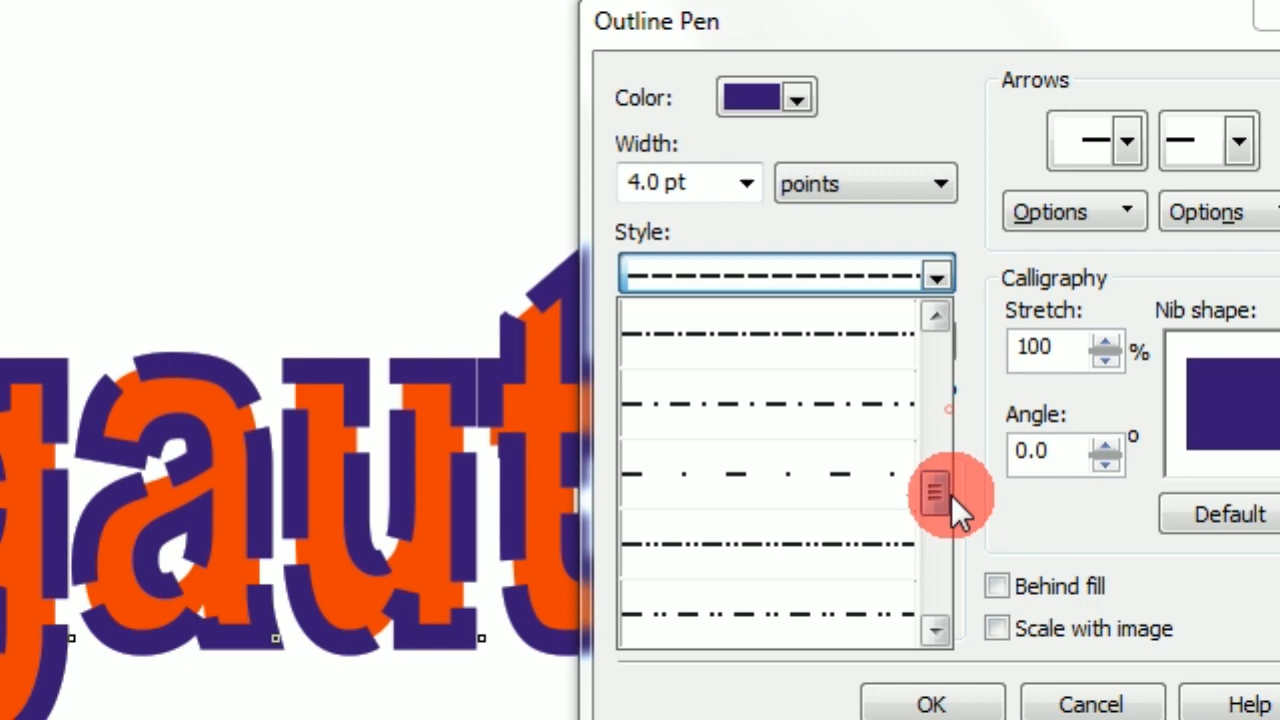 Outline Pen
Color:
Width:
4.0 pt
points
Style:
Arrows
Options
Options
Calligraphy
Stretch:
100
%
Nib shape:
Angle:
0.0
o
Default
Behind fill
Scale with image
OK
Cancel
Help
gaut